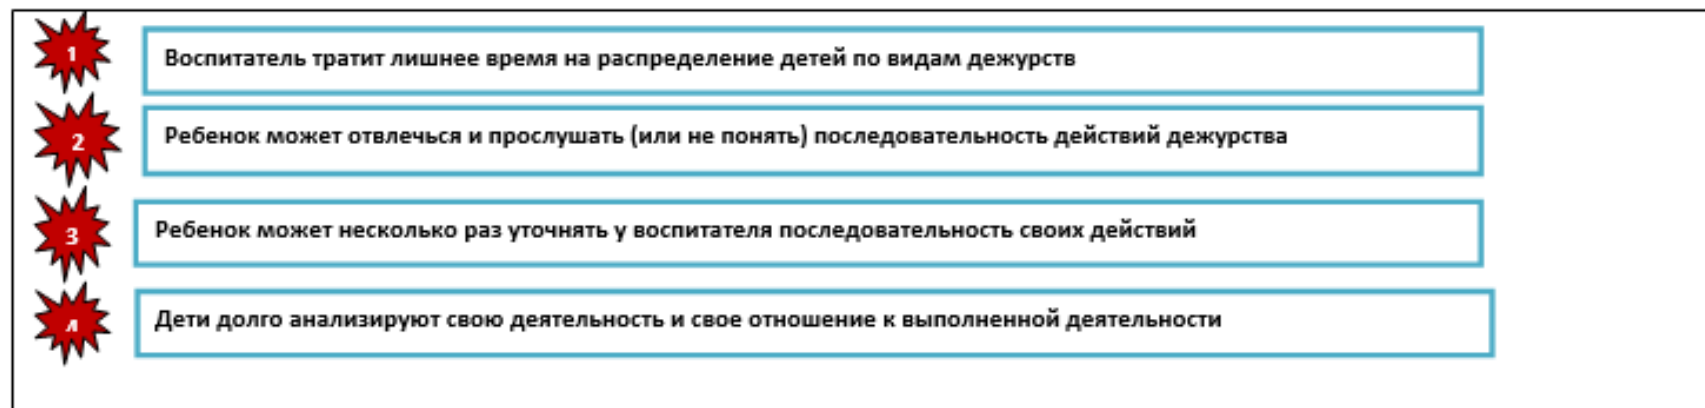 1
Воспитатель тратит лишнее время на распределение детей по видам дежурств
2
Ребенок может отвлечься и прослушать (или не понять) последовательность действий дежурства
3
Ребенок может несколько раз уточнять у воспитателя последовательность своих действий
Дети долго анализируют свою деятельность и свое отношение к выполненной деятельности